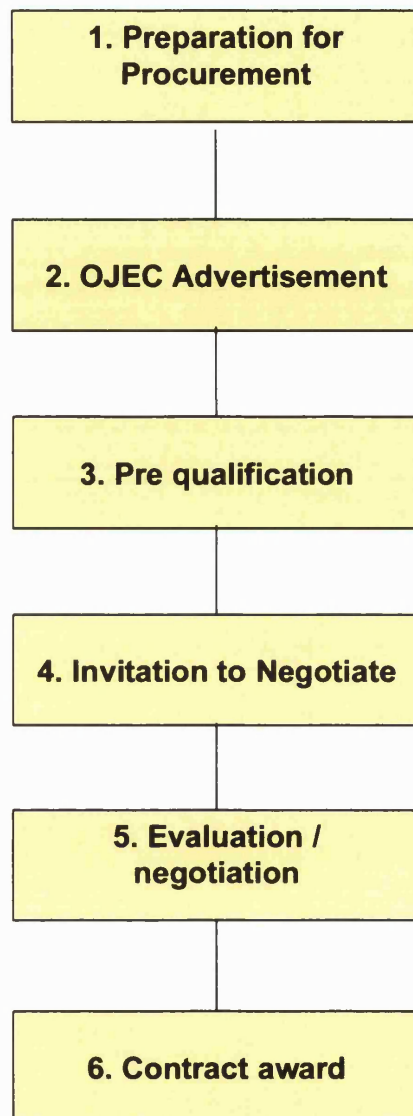 1. Preparation for
Procurement
2. OJEC Advertisement
3. Pre qualification
4. Invitation to Negotiate
5. Evaluation /
negotiation
6. Contract award